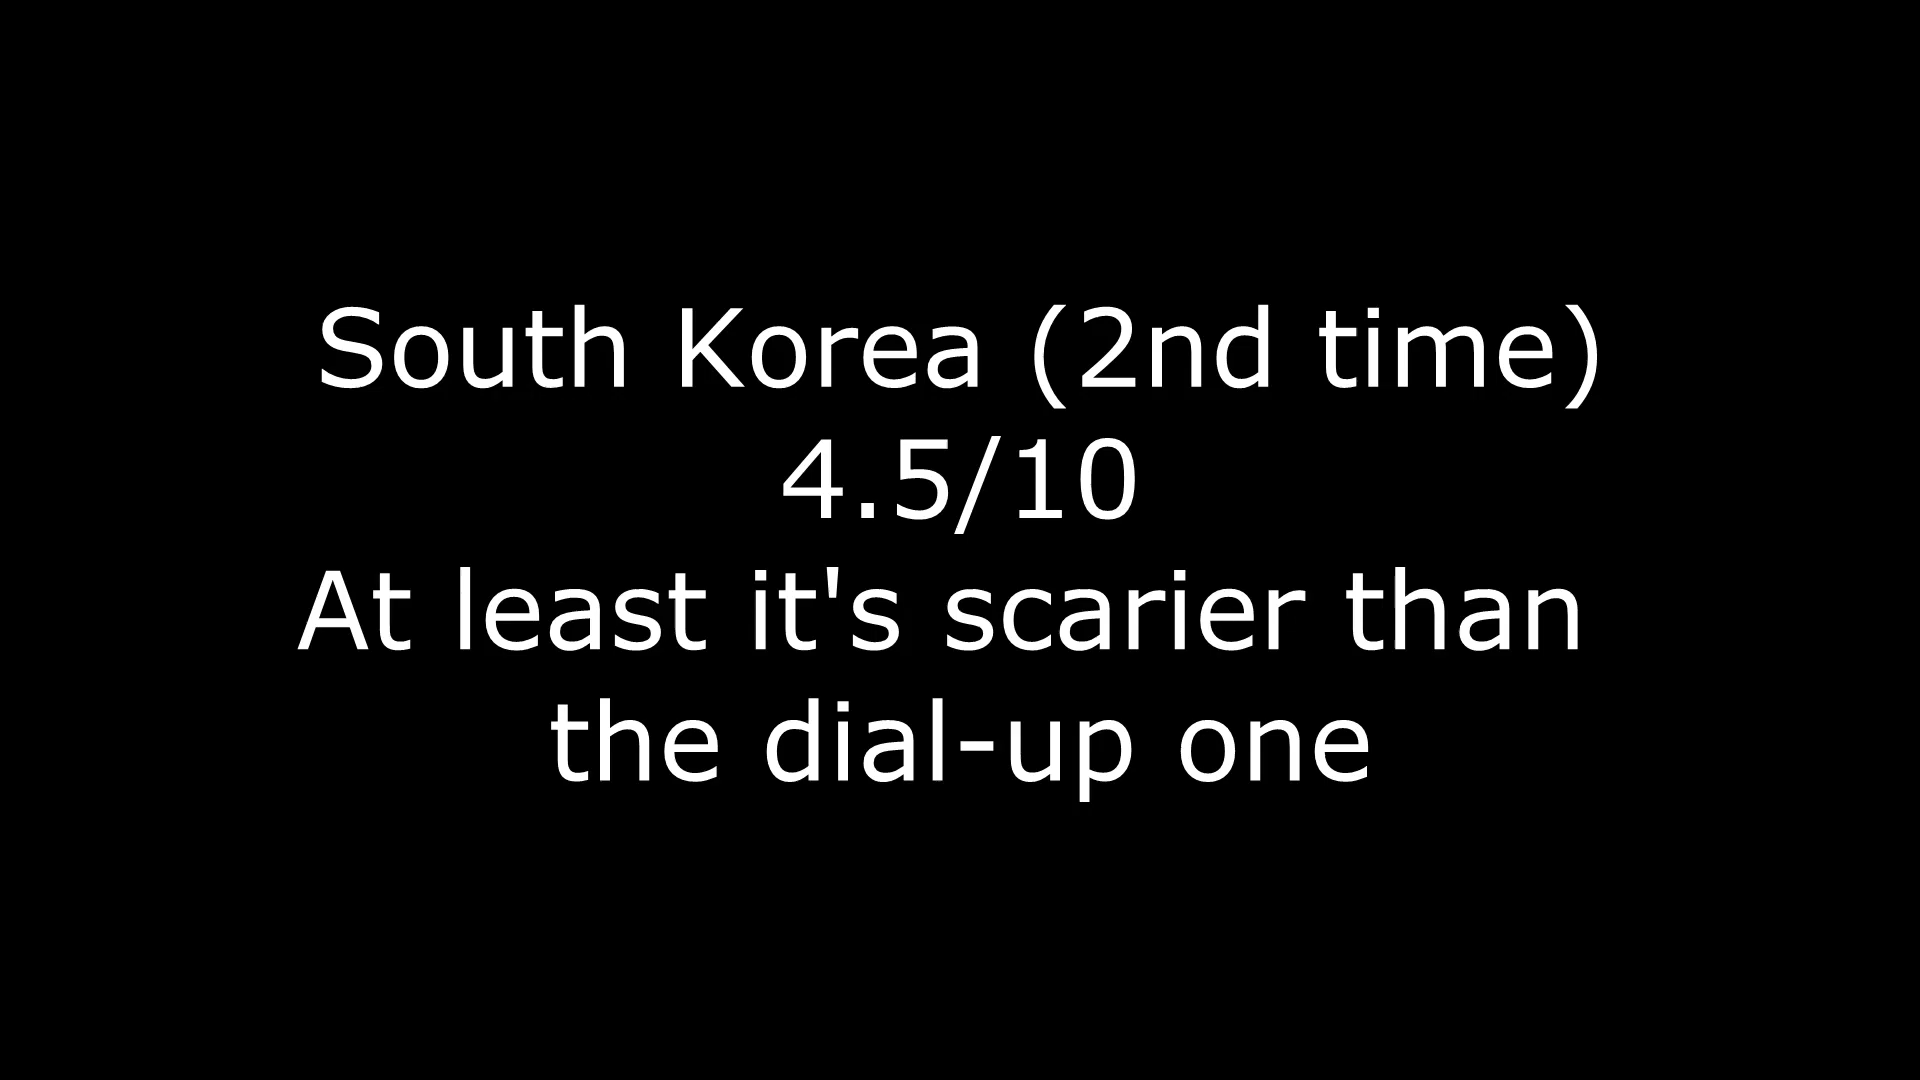 South Korea (2nd time)
4.5/10
At least it's scarier than
the dial-up one